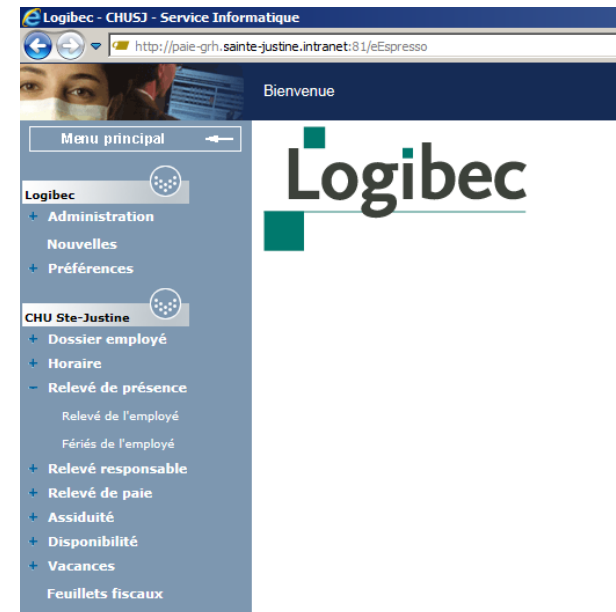 Logibec - CHUSJ - Service Informatique
http://paie-grh.sainte-justine.intranet:81/eEspresso
Bienvenue
Menu principal
Logibec
Logibec
+ Administration
Nouvelles
+ Préférences
CHU Ste-Justine
+ Dossier employé
+ Horaire
- Relevé de présence
Relevé de l'employé
Fériés de l'employé
+ Relevé responsable
+ Relevé de paie
+ Assiduité
+ Disponibilité
+ Vacances
Feuillets fiscaux